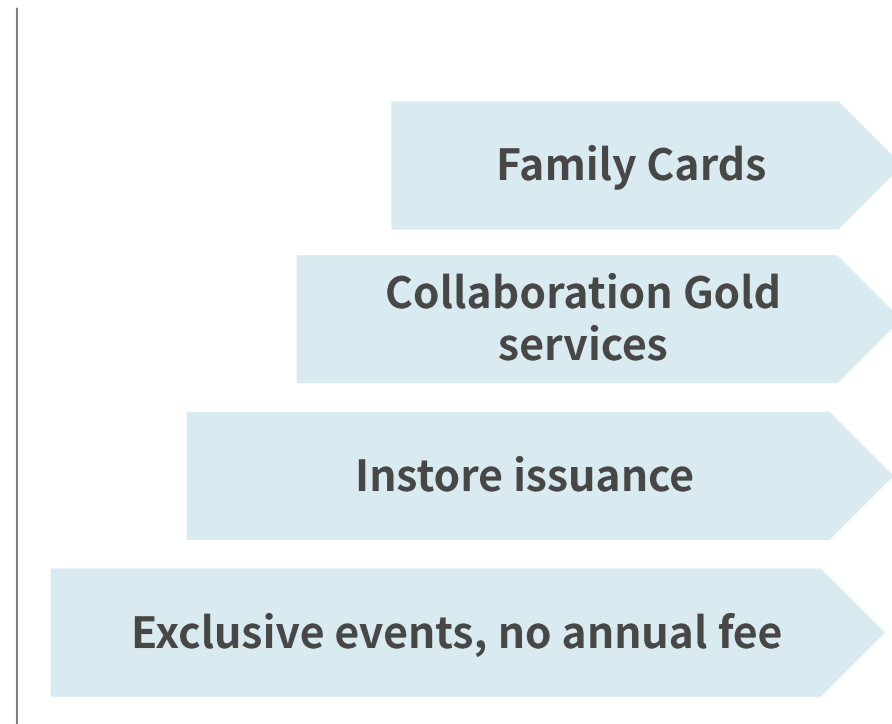 Family Cards
Collaboration Gold
services
Instore issuance
Exclusive events, no annual fee